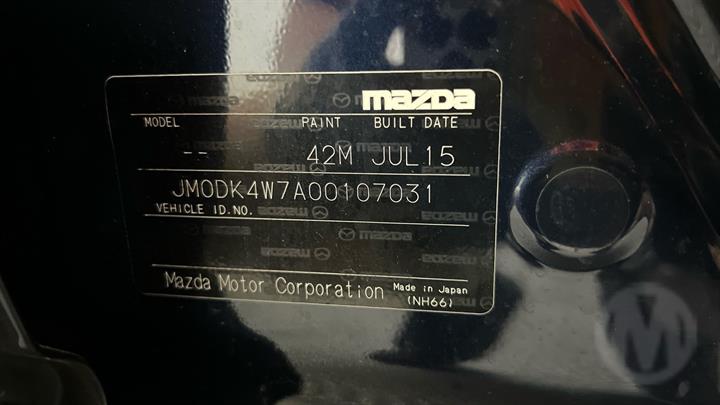 mazda
MODEL PAINT BUILT DATE
-- 42M JUL15
JM0DK4W7A00107031
VEHICLE ID.NO.
Mazda Motor Corporation Made in Japan
(NH66)
M